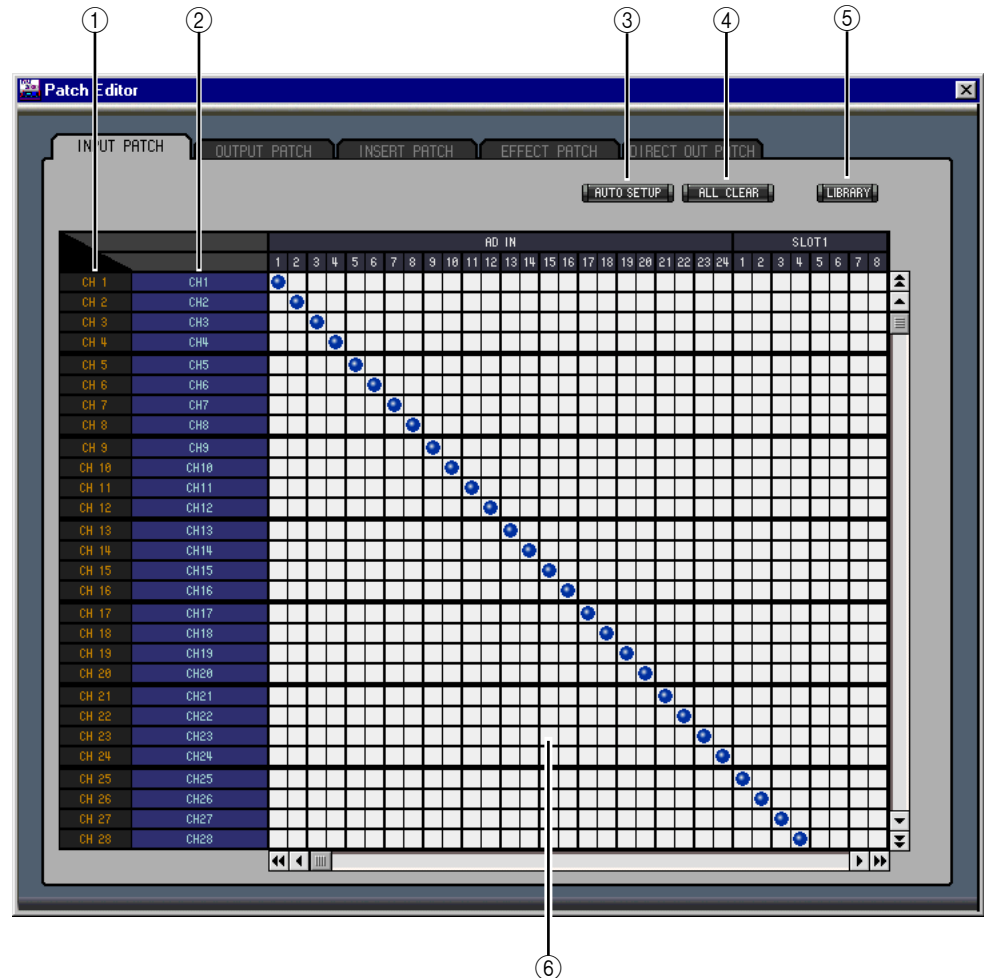 ① ② ③ ④ ⑤
Patch Editor
INPUT PATCH OUTPUT PATCH INSERT PATCH EFFECT PATCH DIRECT OUT PATCH
AUTO SETUP ALL CLEAR LIBRARY
AD IN SLOT1
1 2 3 4 5 6 7 8 9 10 11 12 13 14 15 16 17 18 19 20 21 22 23 24 1 2 3 4 5 6 7 8
CH 1 CH1
CH 2 CH2
CH 3 CH3
CH 4 CH4
CH 5 CH5
CH 6 CH6
CH 7 CH7
CH 8 CH8
CH 9 CH9
CH 10 CH10
CH 11 CH11
CH 12 CH12
CH 13 CH13
CH 14 CH14
CH 15 CH15
CH 16 CH16
CH 17 CH17
CH 18 CH18
CH 19 CH19
CH 20 CH20
CH 21 CH21
CH 22 CH22
CH 23 CH23
CH 24 CH24
CH 25 CH25
CH 26 CH26
CH 27 CH27
CH 28 CH28
⑥